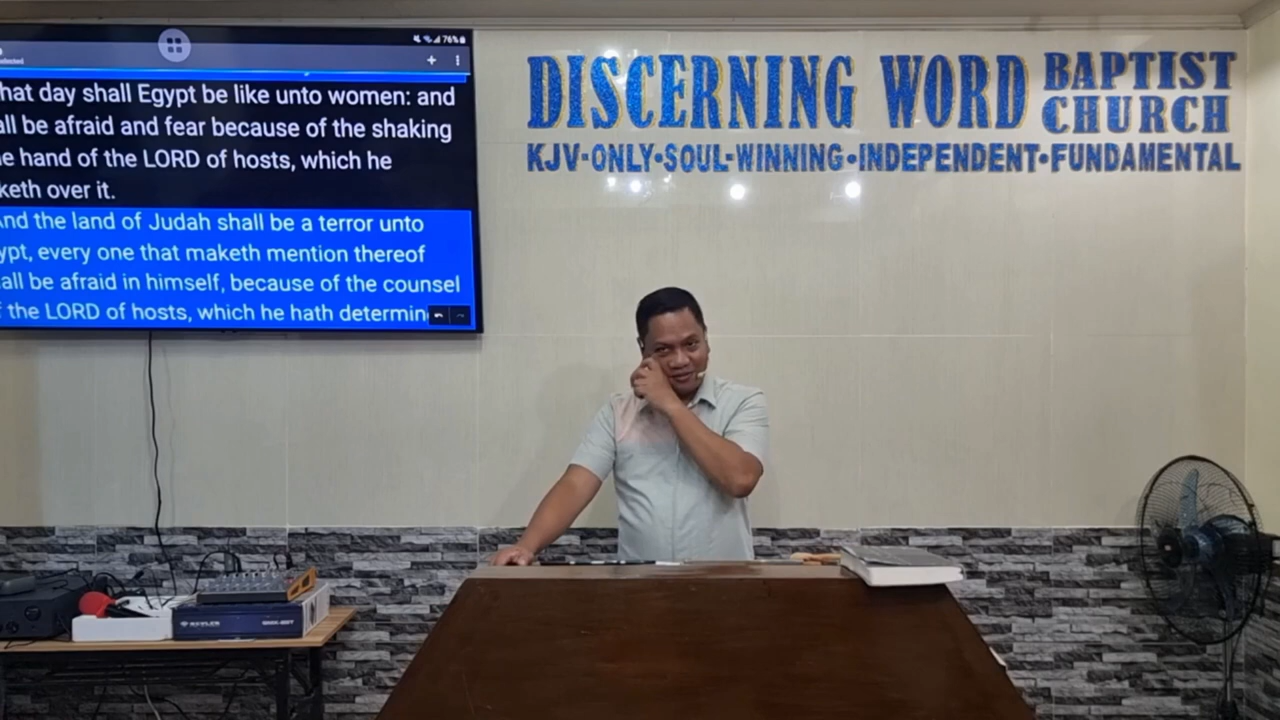 76%
selected
hat day shall Egypt be like unto women: and
all be afraid and fear because of the shaking
e hand of the LORD of hosts, which he
keth over it.
And the land of Judah shall be a terror unto
ypt, every one that maketh mention thereof
all be afraid in himself, because of the counsel
f the LORD of hosts, which he hath determin
DISCERNING WORD BAPTIST CHURCH
KJV-ONLY•SOUL-WINNING•INDEPENDENT•FUNDAMENTAL